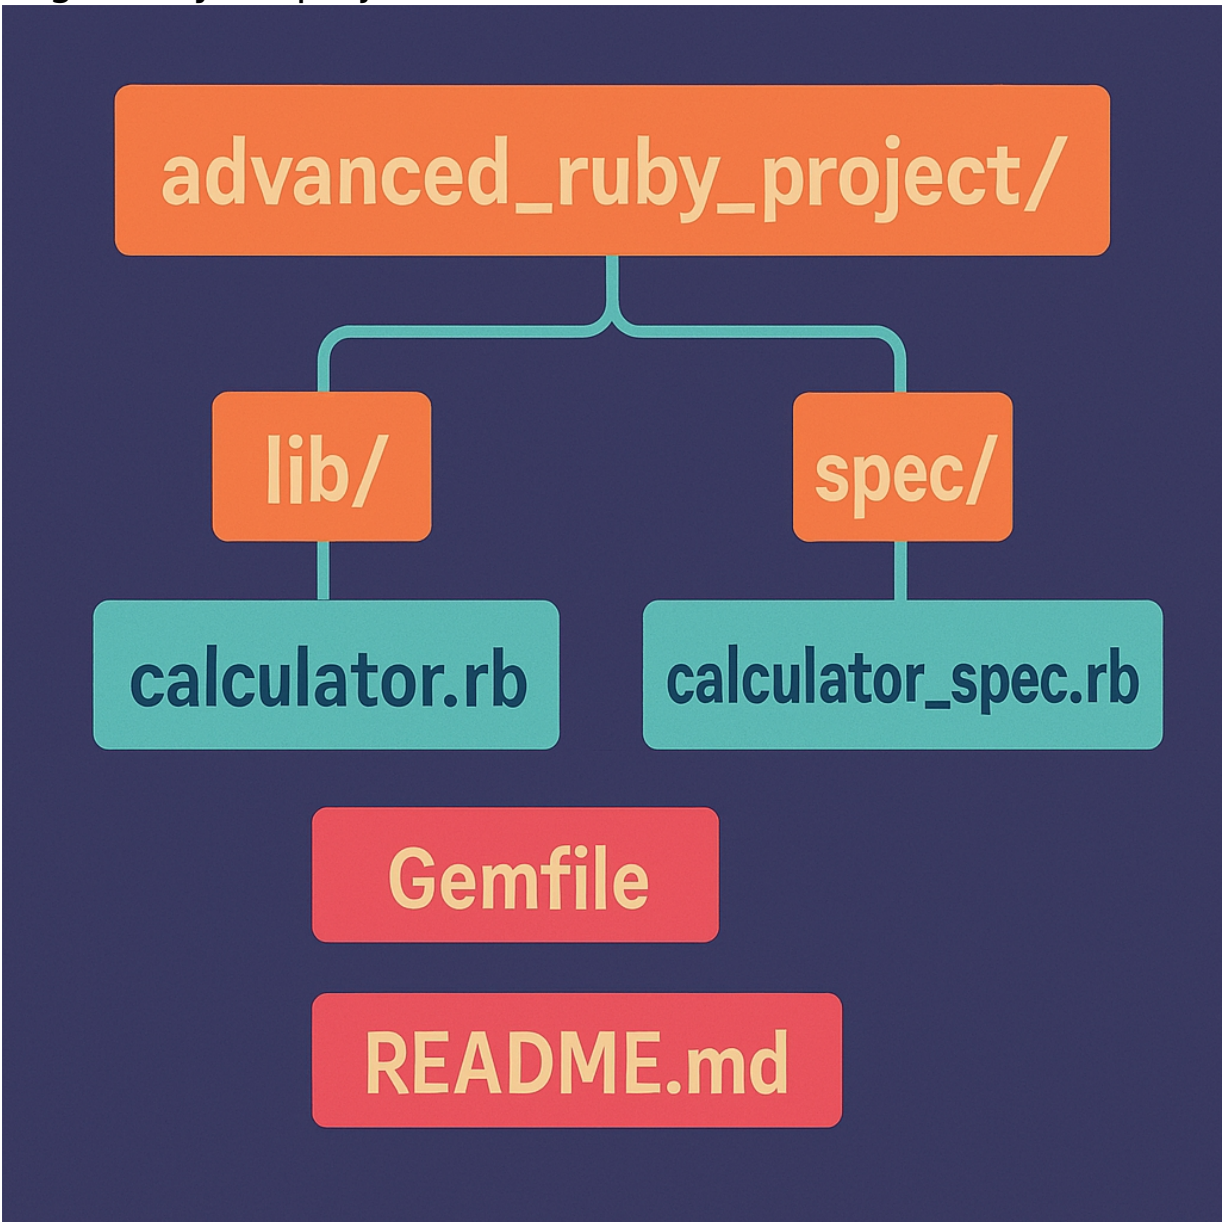 advanced_ruby_project/
lib/
spec/
calculator.rb
calculator_spec.rb
Gemfile
README.md